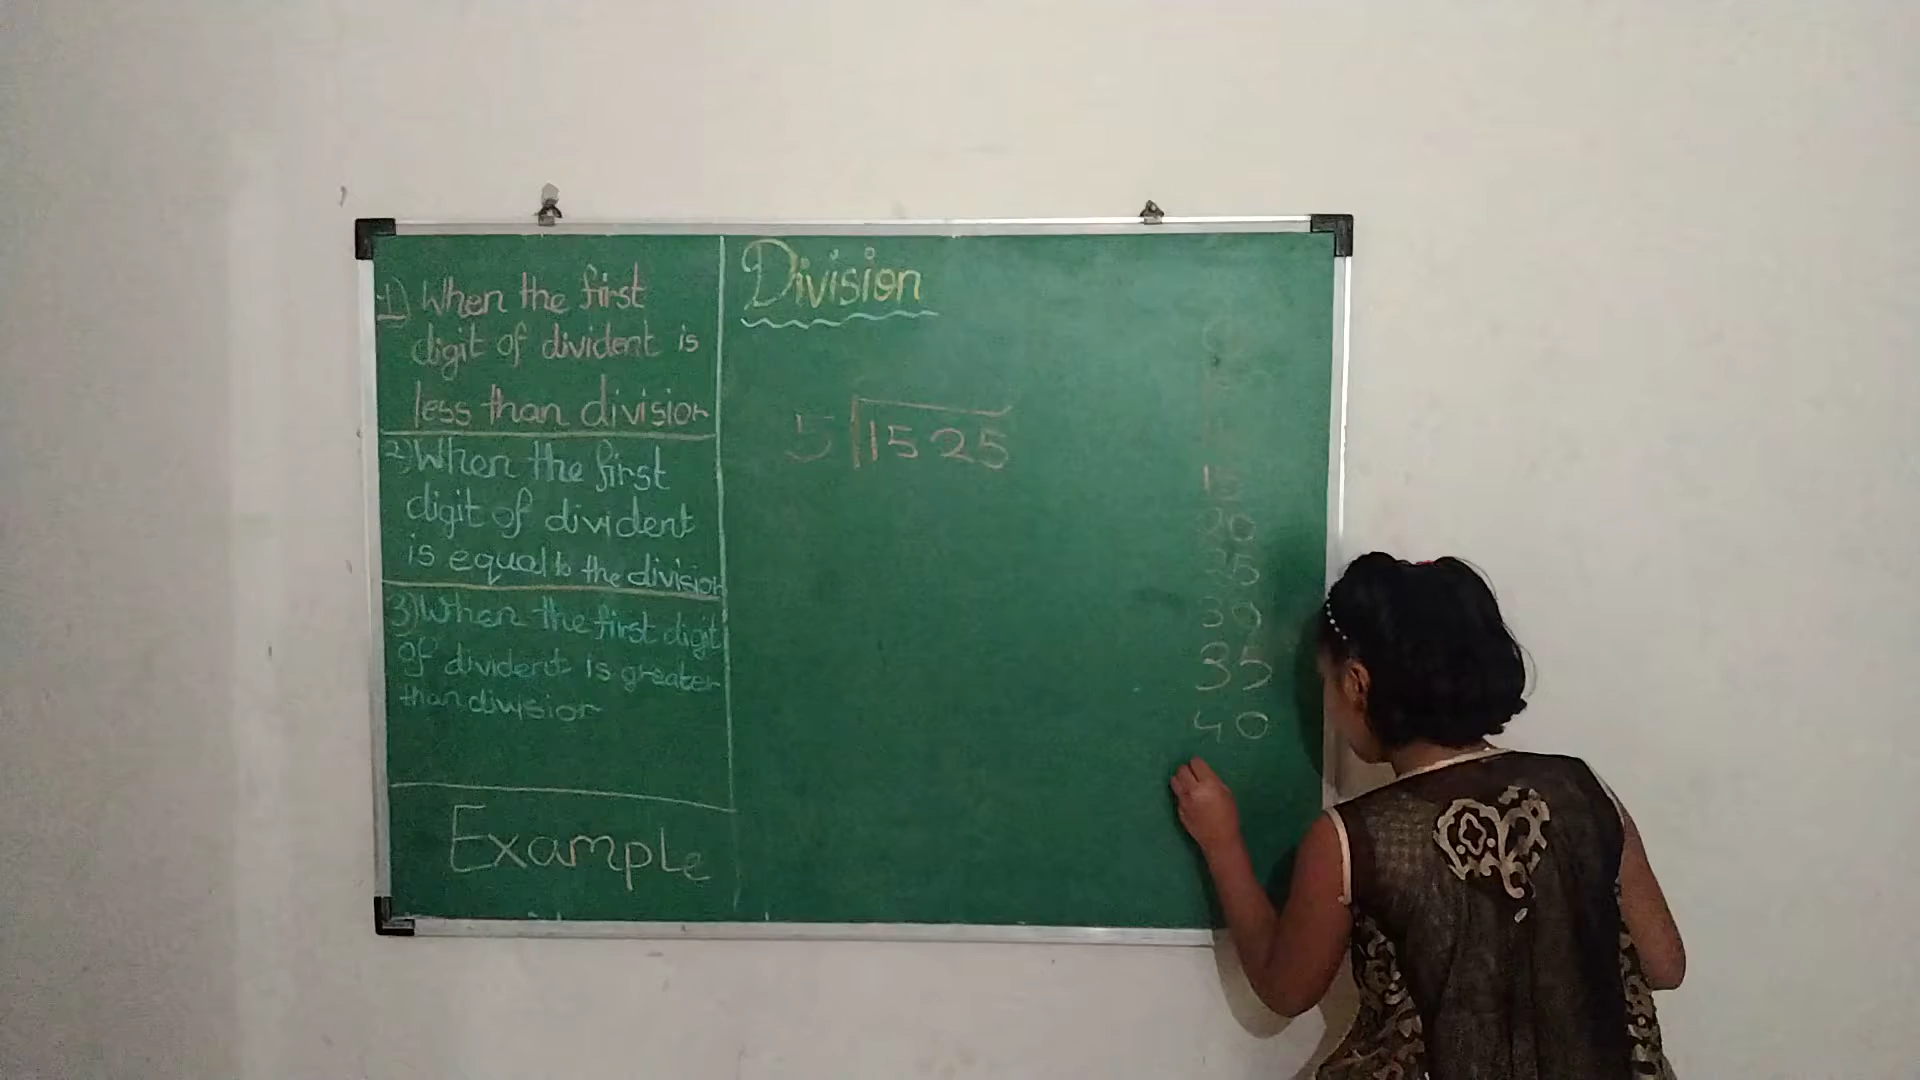 1) When the first
digit of divident is
less than division
2) When the first
digit of divident
is equal to the division
3) When the first digit
of divident is greater
than division
Example
Division
5 1525
15
20
25
30
35
40